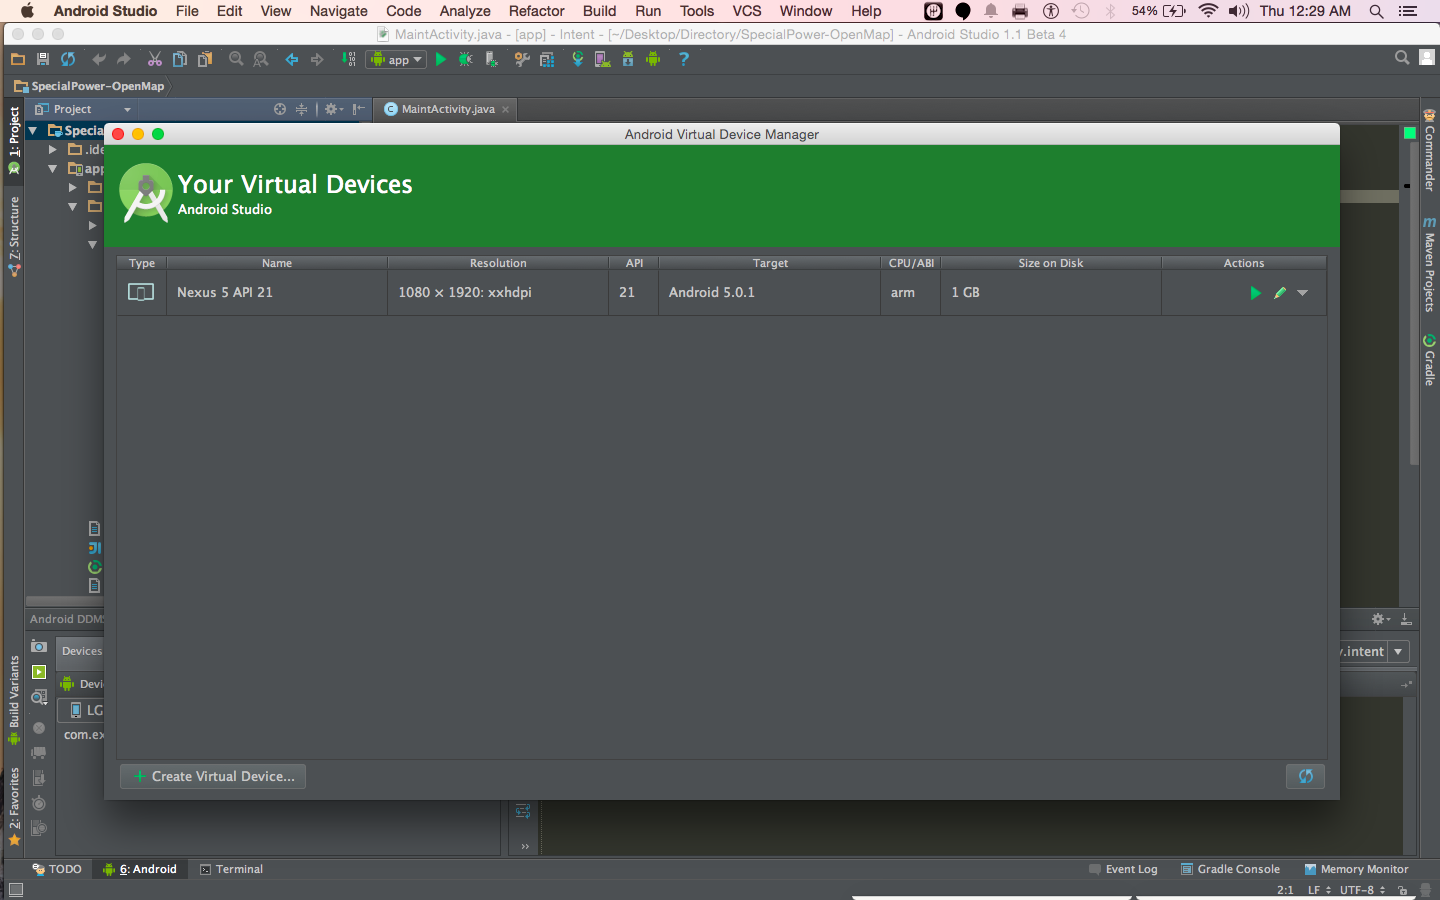 Android Studio File Edit View Navigate Code Analyze Refactor Build Run Tools VCS Window Help 54% Thu 12:29 AM
MaintActivity.java - [app] - Intent - [~/Desktop/Directory/SpecialPower-OpenMap] - Android Studio 1.1 Beta 4
app
SpecialPower-OpenMap
Project MaintActivity.java
1: Project
Z: Structure
Build Variants
2: Favorites
Specia
.ide
app
Android Virtual Device Manager
Your Virtual Devices
Android Studio
Type Name Resolution API Target CPU/ABI Size on Disk Actions
Nexus 5 API 21 1080 × 1920: xxhdpi 21 Android 5.0.1 arm 1 GB
Create Virtual Device...
Commander
Maven Projects
Gradle
Android DDMS
Devices
.intent
Devi
LG
com.ex
TODO 6: Android Terminal Event Log Gradle Console Memory Monitor
2:1 LF UTF-8